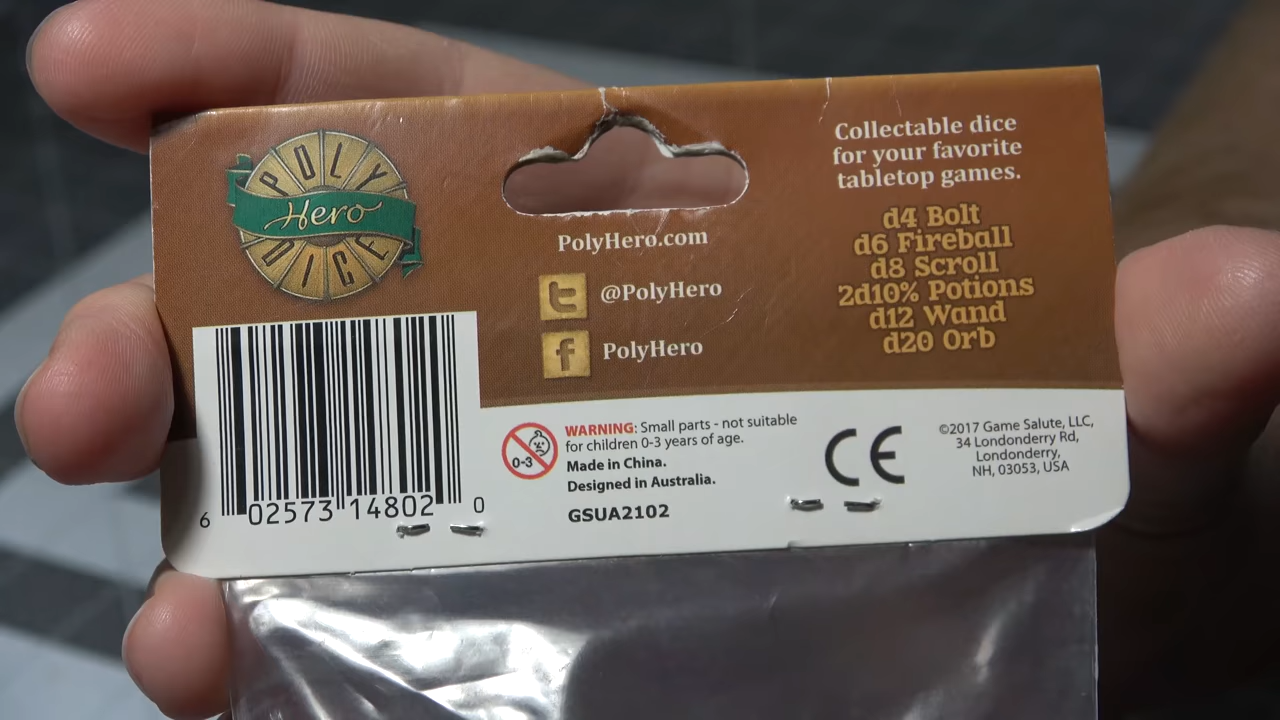 POLY
Hero
DICE
PolyHero.com
@PolyHero
PolyHero
Collectable dice
for your favorite
tabletop games.
d4 Bolt
d6 Fireball
d8 Scroll
2d10% Potions
d12 Wand
d20 Orb
6 02573 14802 0
0-3
WARNING: Small parts - not suitable
for children 0-3 years of age.
Made in China.
Designed in Australia.
GSUA2102
CE
©2017 Game Salute, LLC,
34 Londonderry Rd,
Londonderry,
NH, 03053, USA